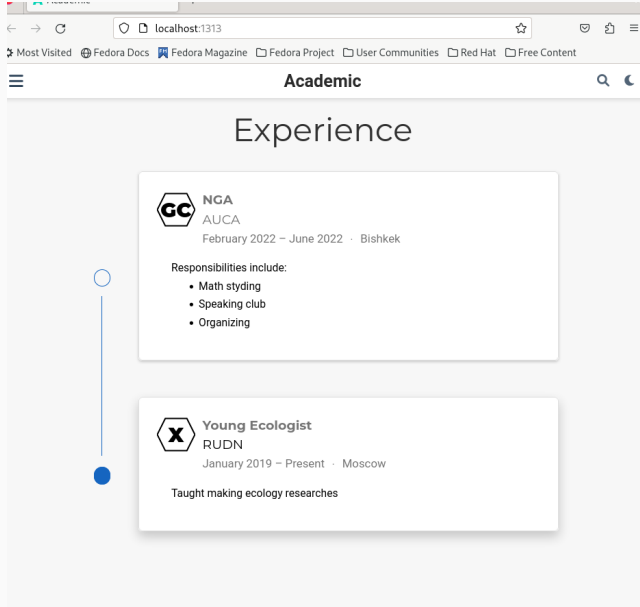 Academic
localhost:1313
Most Visited Fedora Docs Fedora Magazine Fedora Project User Communities Red Hat Free Content
Academic
Experience
GC
NGA
AUCA
February 2022 – June 2022 · Bishkek
Responsibilities include:
• Math styding
• Speaking club
• Organizing
X
Young Ecologist
RUDN
January 2019 – Present · Moscow
Taught making ecology researches